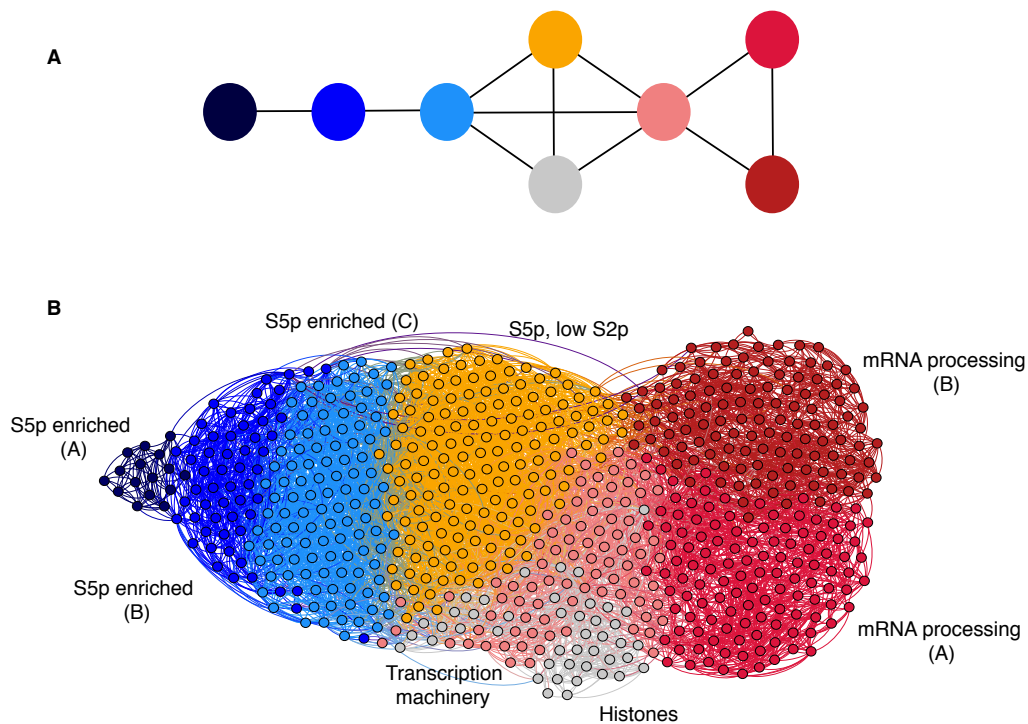 A
B
S5p enriched (C)
S5p, low S2p
mRNA processing
(B)
S5p enriched
(A)
S5p enriched
(B)
mRNA processing
(A)
Transcription
machinery
Histones